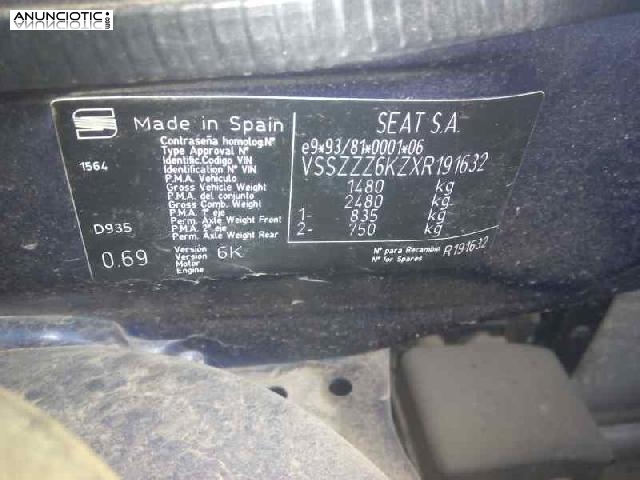 ANUNCIOTIC.com
Made in Spain
SEAT S.A.
Contraseña homolog.Nº
Type Approval Nº
e9*93/81*0001*06
1564
Identific.Codigo VIN
Identification Nº VIN
VSSZZZ6KZXR191632
P.M.A. Vehículo
Gross Vehicle Weight
1480 kg
P.M.A. del conjunto
Gross Comb. Weight
2480 kg
P.M.A. 1º eje
Perm. Axle Weight Front
1- 835 kg
D935
P.M.A. 2º eje
Perm. Axle Weight Rear
2- 750 kg
0.69
Versión
Version
6K
Motor
Engine
Nº para Recambio
Nº for Spares
R191632